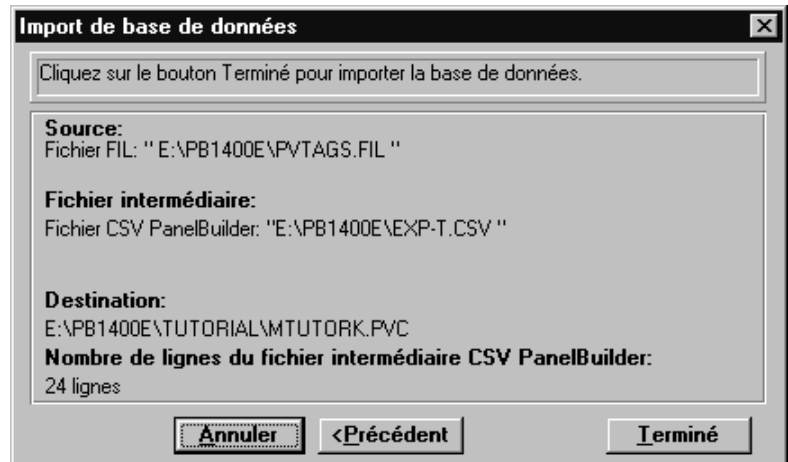 Import de base de données
Cliquez sur le bouton Terminé pour importer la base de données.
Source:
Fichier FIL: " E:\PB1400E\PVTAGS.FIL "
Fichier intermédiaire:
Fichier CSV PanelBuilder: "E:\PB1400E\EXP-T.CSV "
Destination:
E:\PB1400E\TUTORIAL\MTUTORK.PVC
Nombre de lignes du fichier intermédiaire CSV PanelBuilder:
24 lignes
Annuler <Précédent Terminé